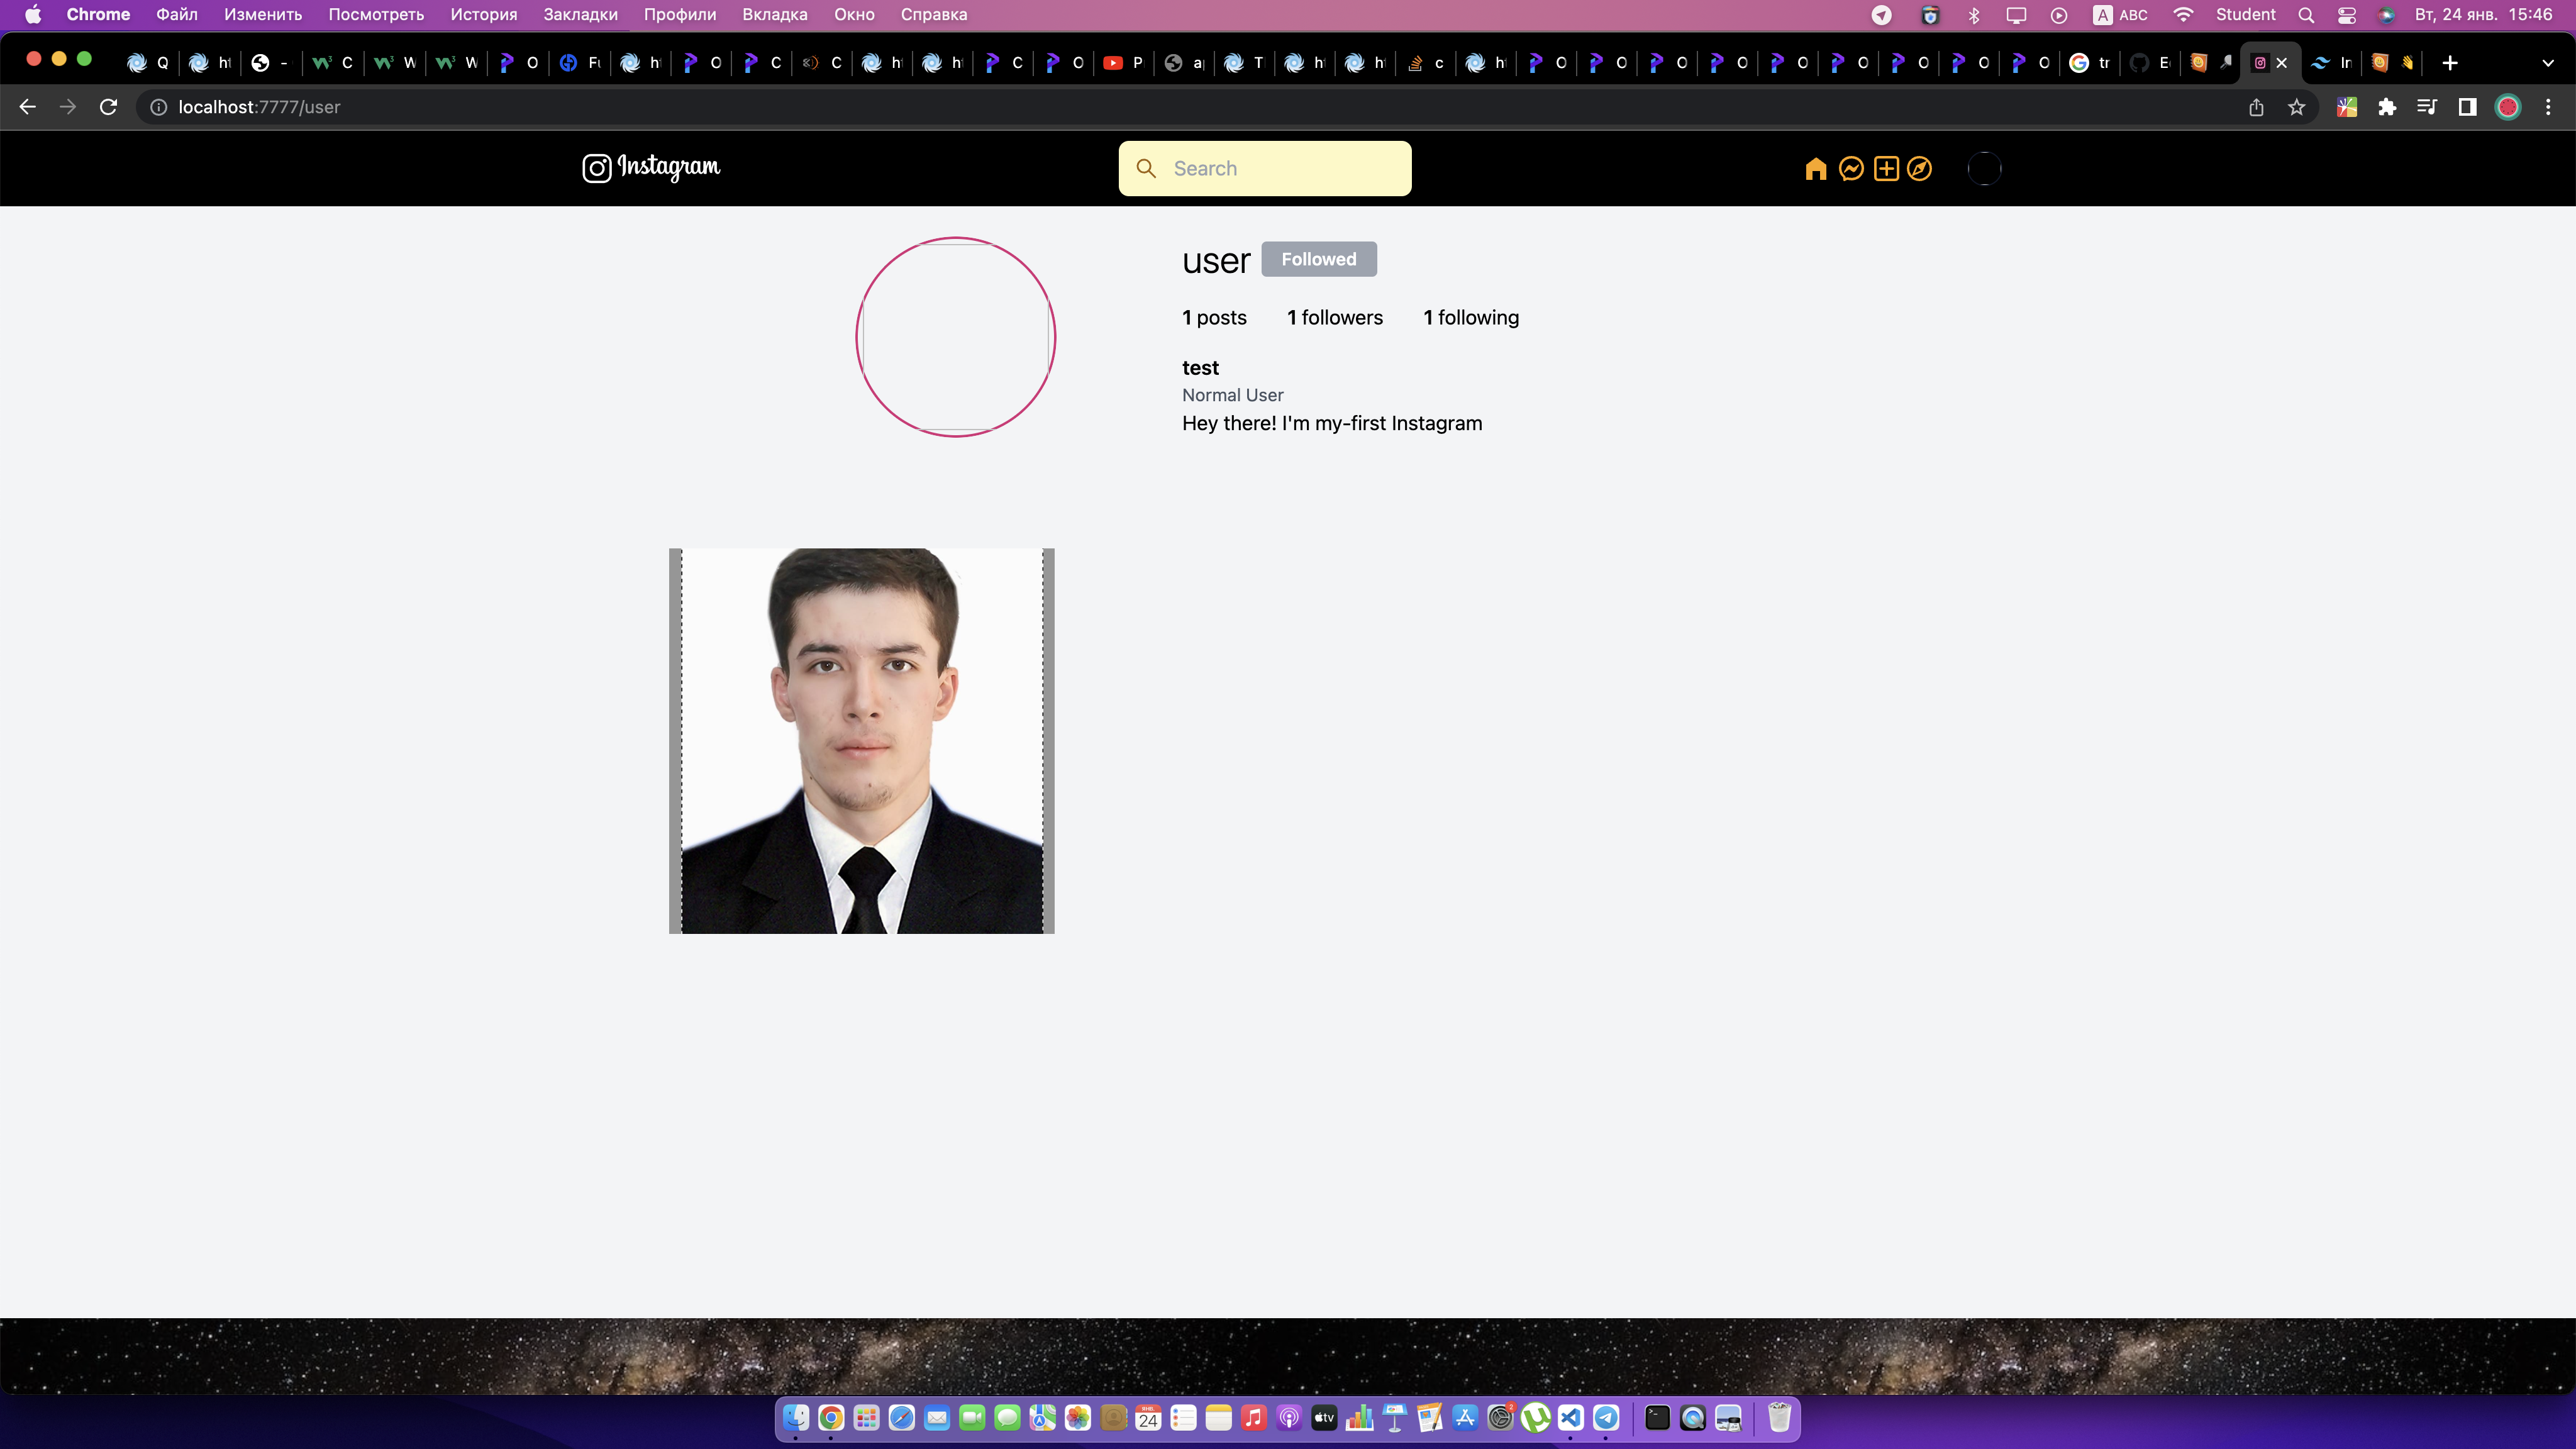 Chrome Файл Изменить Посмотреть История Закладки Профили Вкладка Окно Справка
A ABC Student Вт, 24 янв. 15:46
localhost:7777/user
Instagram
Search
user Followed
1 posts 1 followers 1 following
test
Normal User
Hey there! I'm my-first Instagram
24
tv